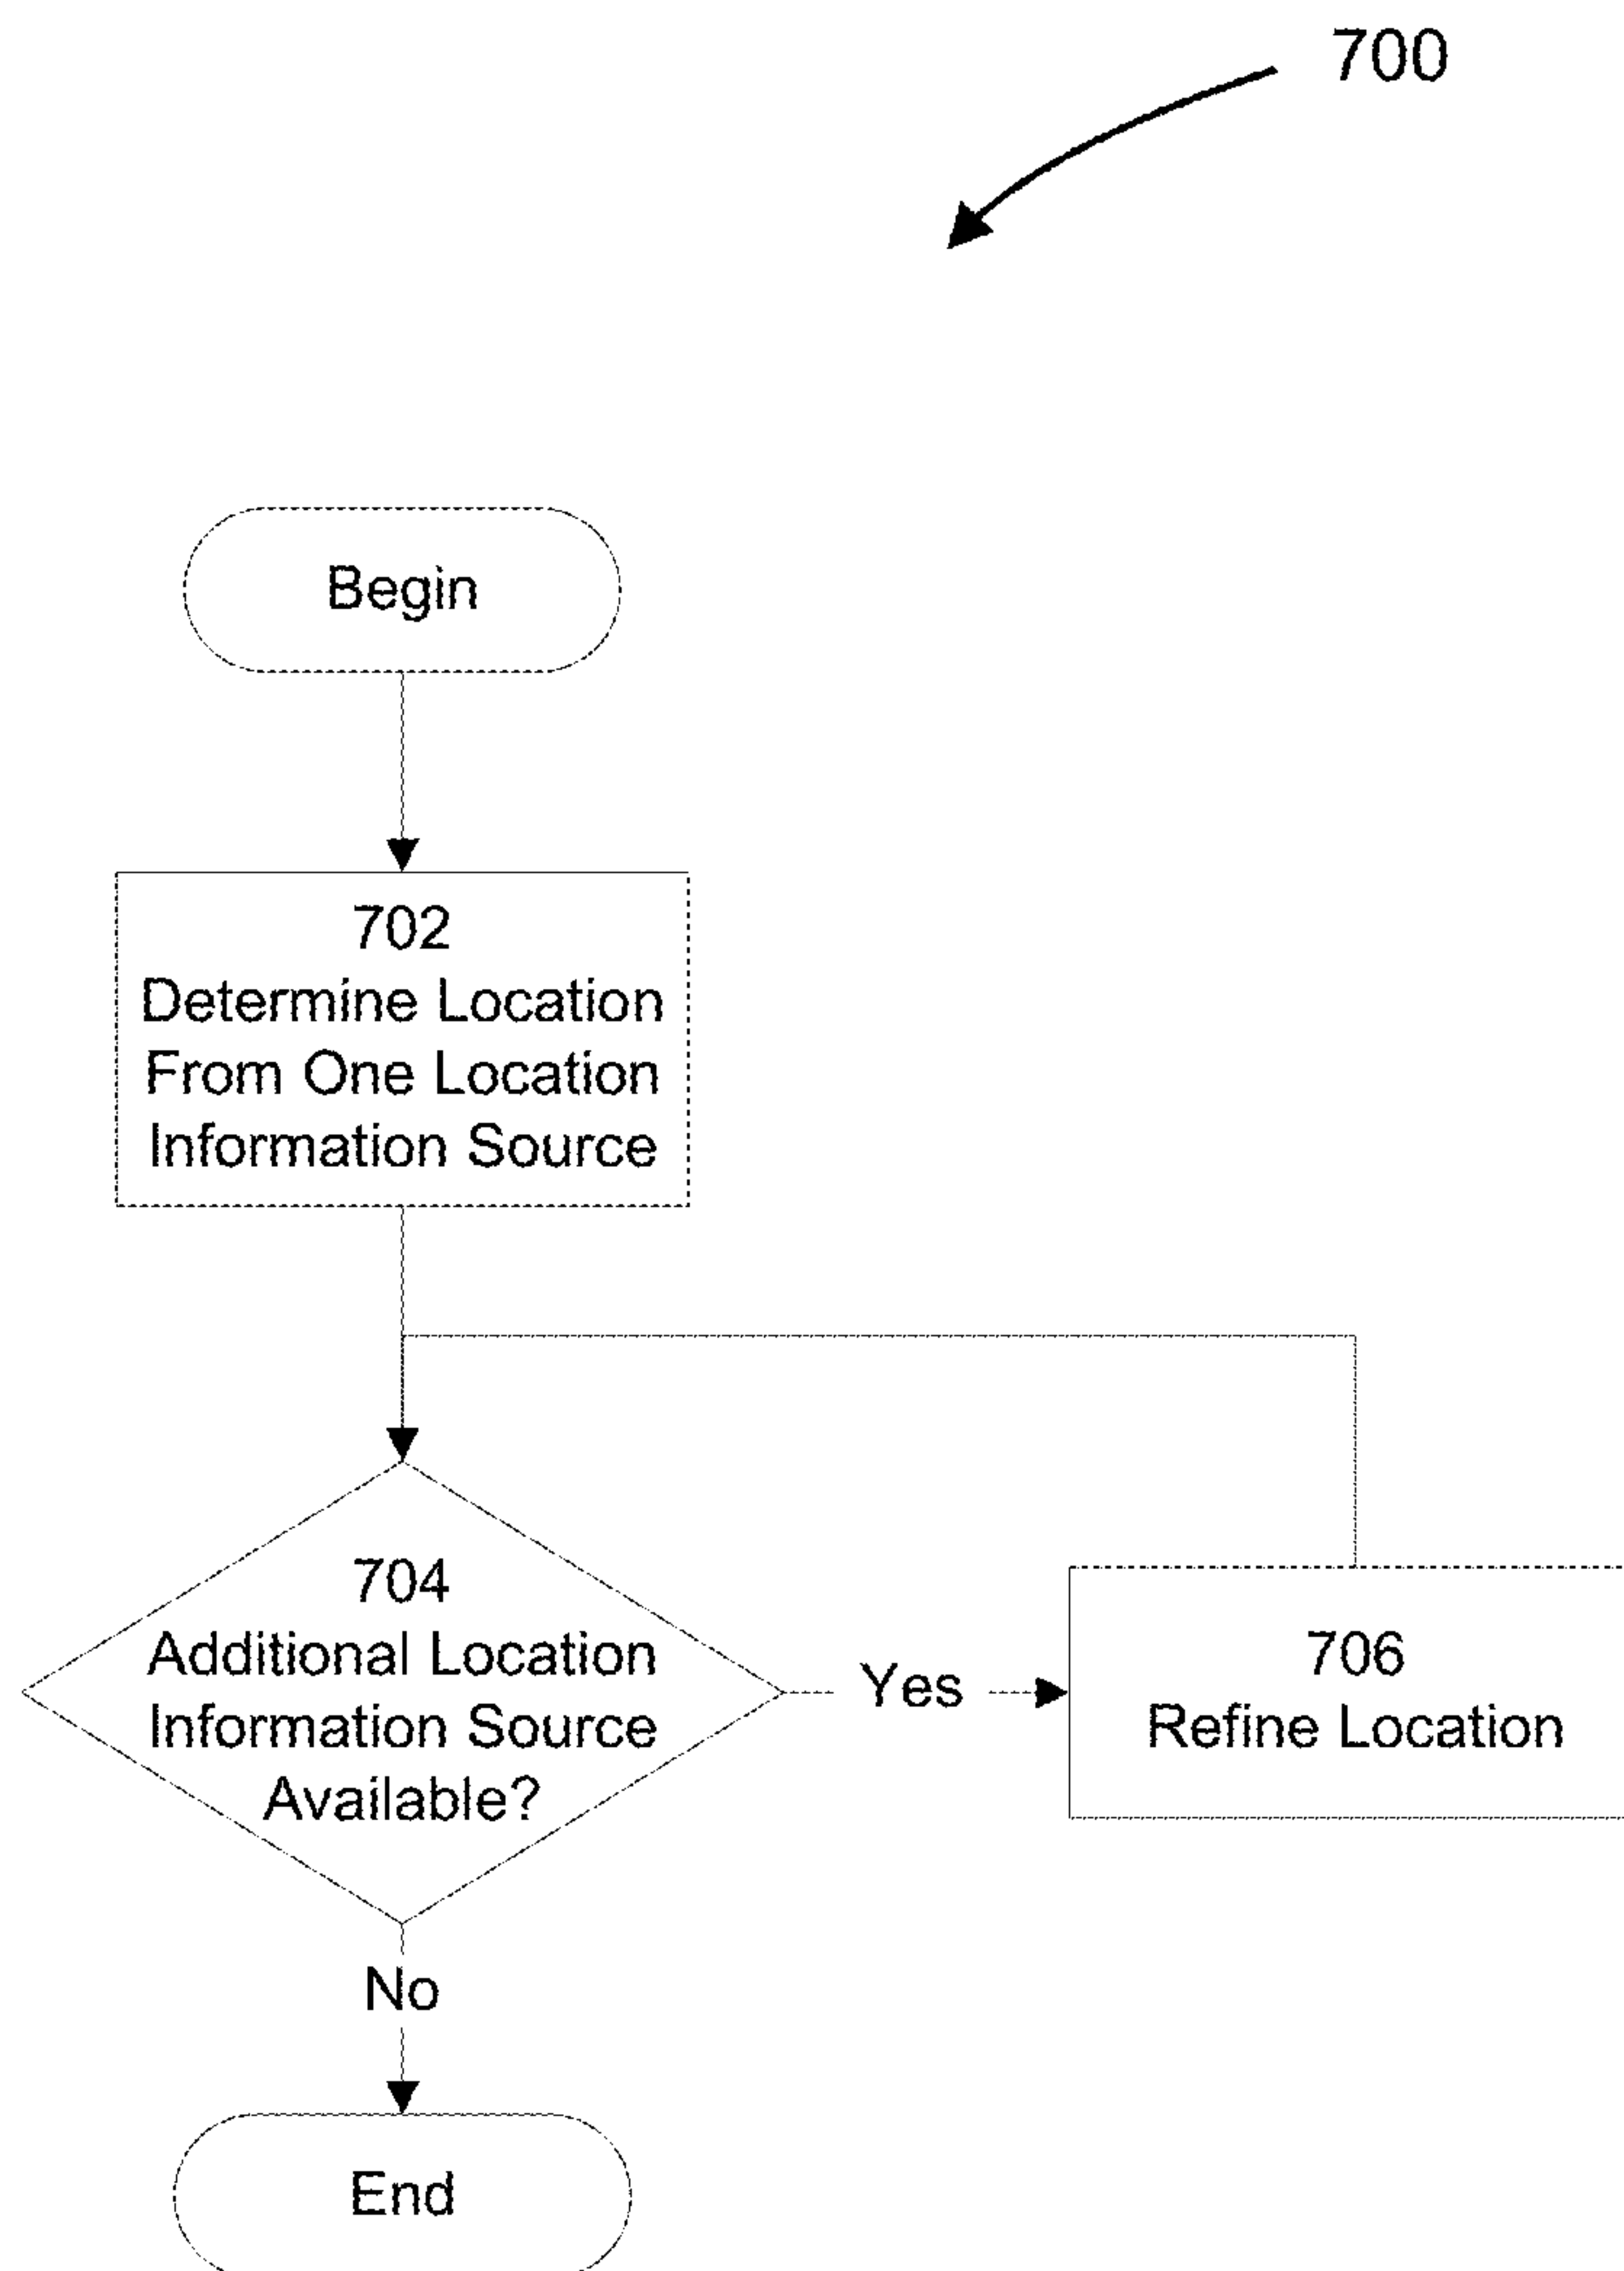 700
Begin
702
Determine Location
From One Location
Information Source
704
Additional Location
Information Source
Available?
Yes
706
Refine Location
No
End